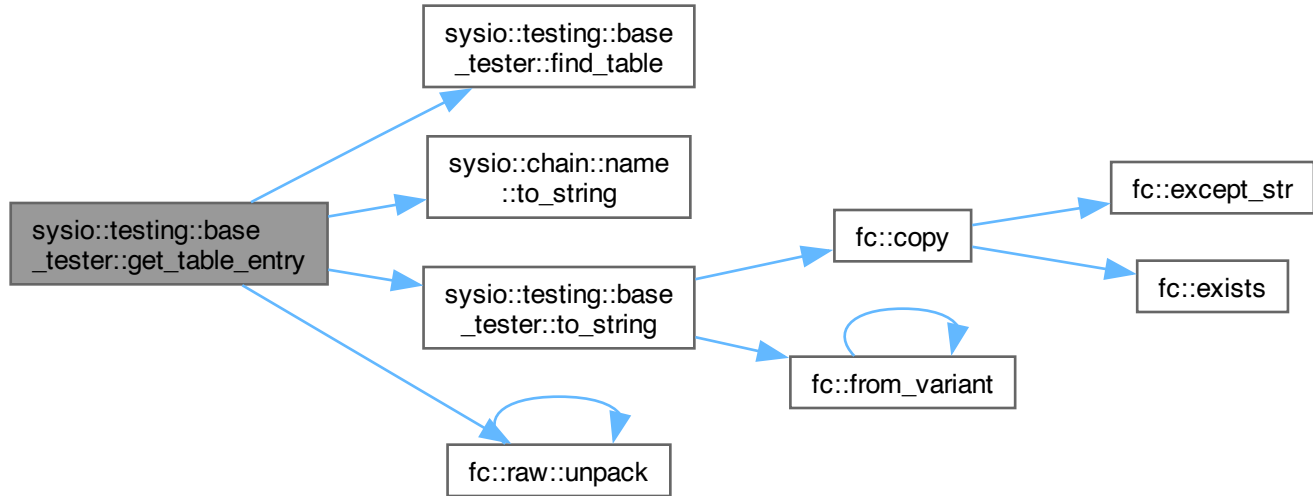 sysio::testing::base
_tester::get_table_entry
sysio::testing::base
_tester::find_table
sysio::chain::name
::to_string
sysio::testing::base
_tester::to_string
fc::raw::unpack
fc::copy
fc::from_variant
fc::except_str
fc::exists